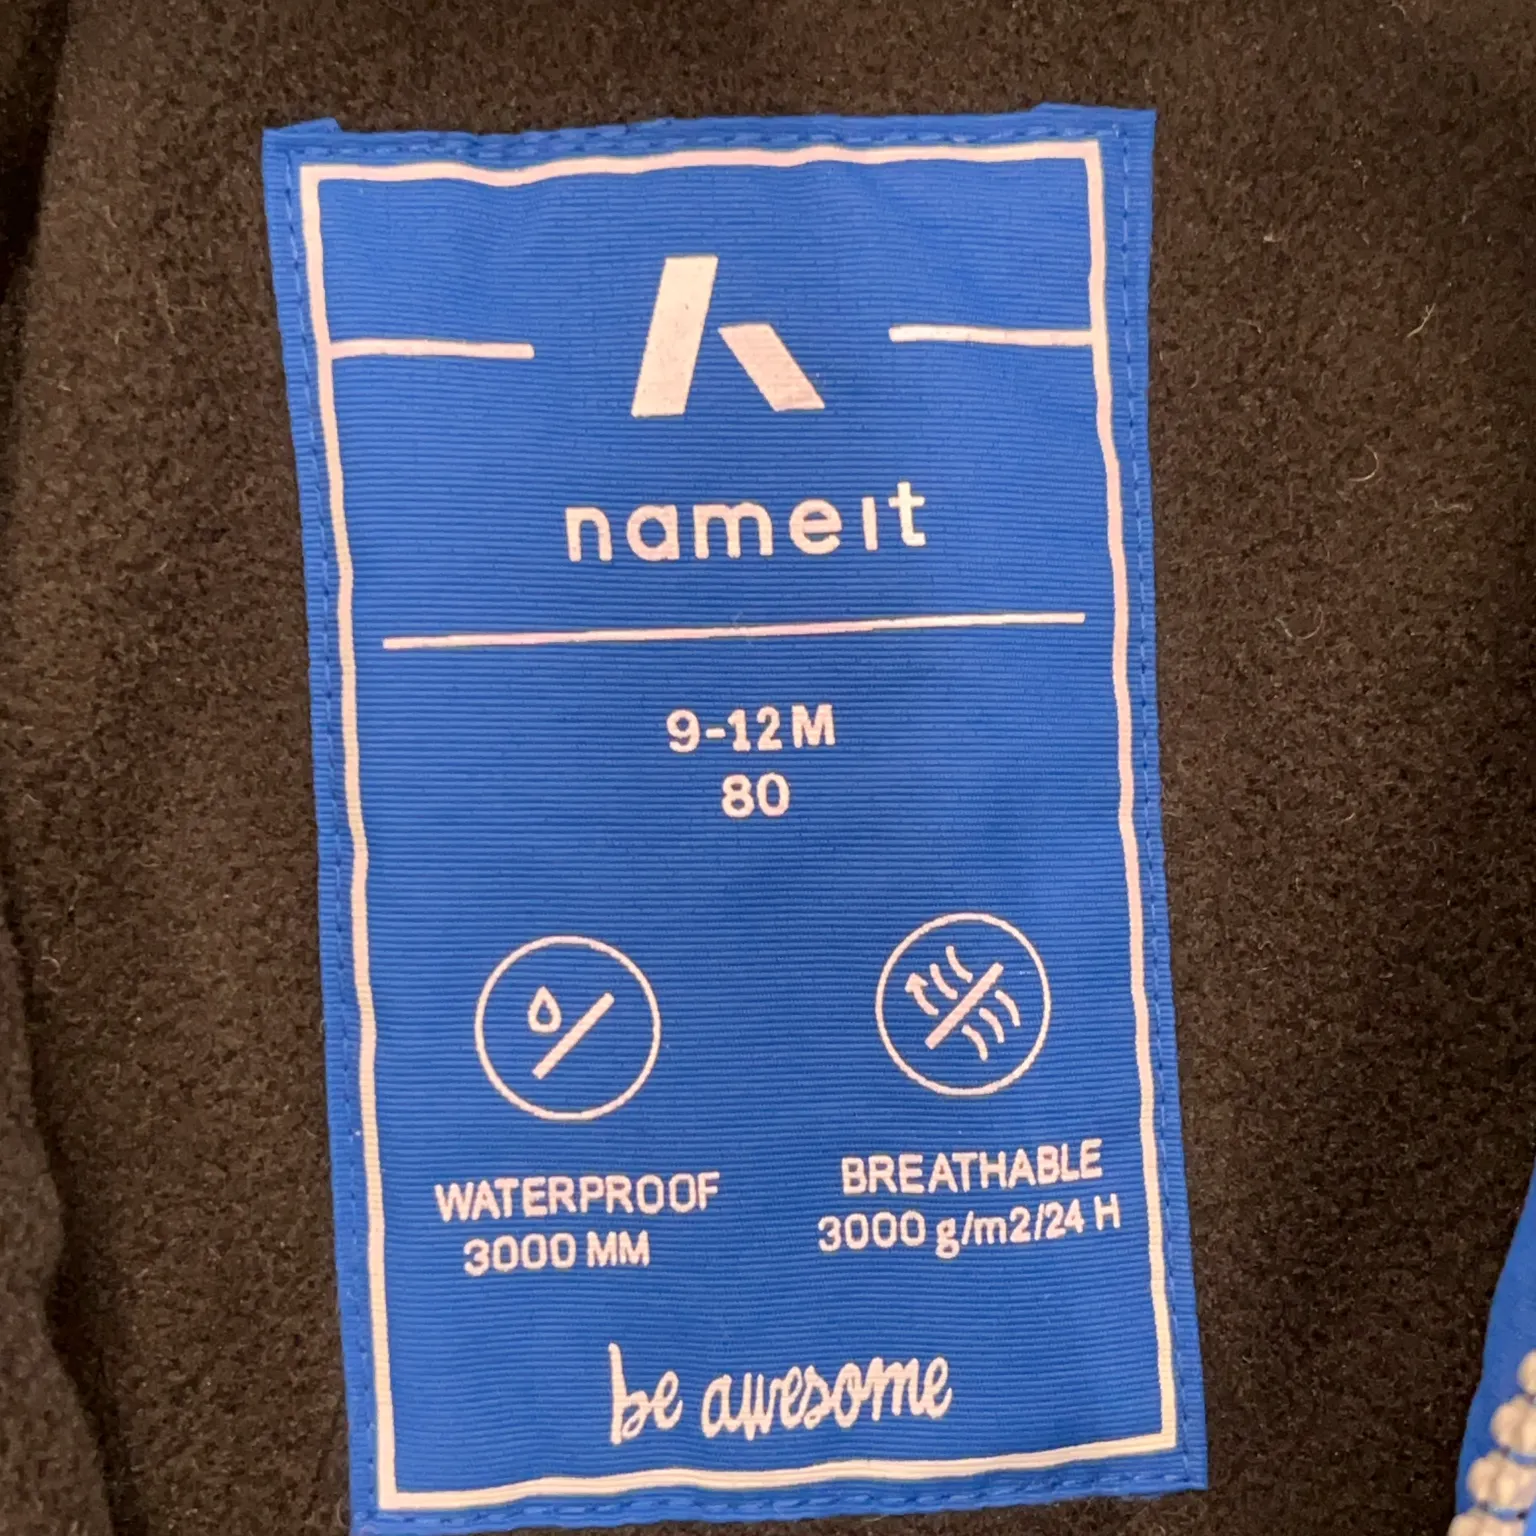 nameit
9-12M
80
WATERPROOF
3000 MM
BREATHABLE
3000 g/m2/24 H
be awesome